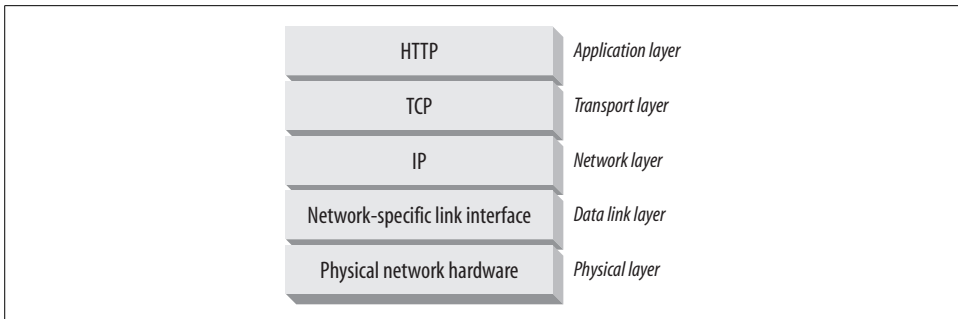 HTTP Application layer
TCP Transport layer
IP Network layer
Network-specific link interface Data link layer
Physical network hardware Physical layer